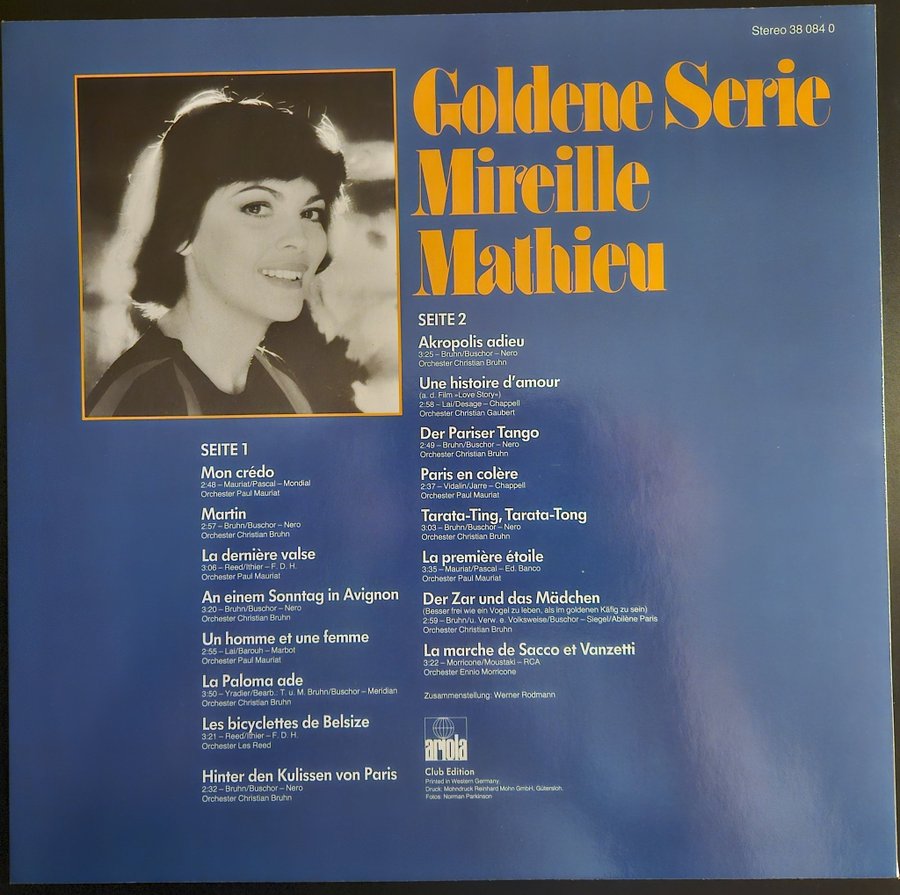 Stereo 38 084 0
Goldene Serie
Mireille
Mathieu
SEITE 1
Mon crédo
2:48 – Mauriat/Pascal – Mondial
Orchester Paul Mauriat
Martin
2:57 – Bruhn/Buschor – Nero
Orchester Christian Bruhn
La dernière valse
3:06 – Reed/Ithier – F. D. H.
Orchester Paul Mauriat
An einem Sonntag in Avignon
3:20 – Bruhn/Buschor – Nero
Orchester Christian Bruhn
Un homme et une femme
2:55 – Lai/Barouh – Marbot
Orchester Paul Mauriat
La Paloma ade
3:50 – Yradier/Bearb.: T. u. M. Bruhn/Buschor – Meridian
Orchester Christian Bruhn
Les bicyclettes de Belsize
3:21 – Reed/Ithier – F. D. H.
Orchester Les Reed
Hinter den Kulissen von Paris
2:32 – Bruhn/Buschor – Nero
Orchester Christian Bruhn
SEITE 2
Akropolis adieu
3:25 – Bruhn/Buschor – Nero
Orchester Christian Bruhn
Une histoire d'amour
(a. d. Film »Love Story«)
2:58 – Lai/Desage – Chappell
Orchester Christian Gaubert
Der Pariser Tango
2:49 – Bruhn/Buschor – Nero
Orchester Christian Bruhn
Paris en colère
2:37 – Vidalin/Jarre – Chappell
Orchester Paul Mauriat
Tarata-Ting, Tarata-Tong
3:03 – Bruhn/Buschor – Nero
Orchester Christian Bruhn
La première étoile
3:35 – Mauriat/Pascal – Ed. Banco
Orchester Paul Mauriat
Der Zar und das Mädchen
(Besser frei wie ein Vogel zu leben, als im goldenen Käfig zu sein)
2:59 – Bruhn/u. Verw. e. Volksweise/Buschor – Siegel/Abilène Paris
Orchester Christian Bruhn
La marche de Sacco et Vanzetti
3:22 – Morricone/Moustaki – RCA
Orchester Ennio Morricone
Zusammenstellung: Werner Rodmann
ariola
Club Edition
Printed in Western Germany.
Druck: Mohndruck Reinhard Mohn GmbH, Gütersloh.
Fotos: Norman Parkinson